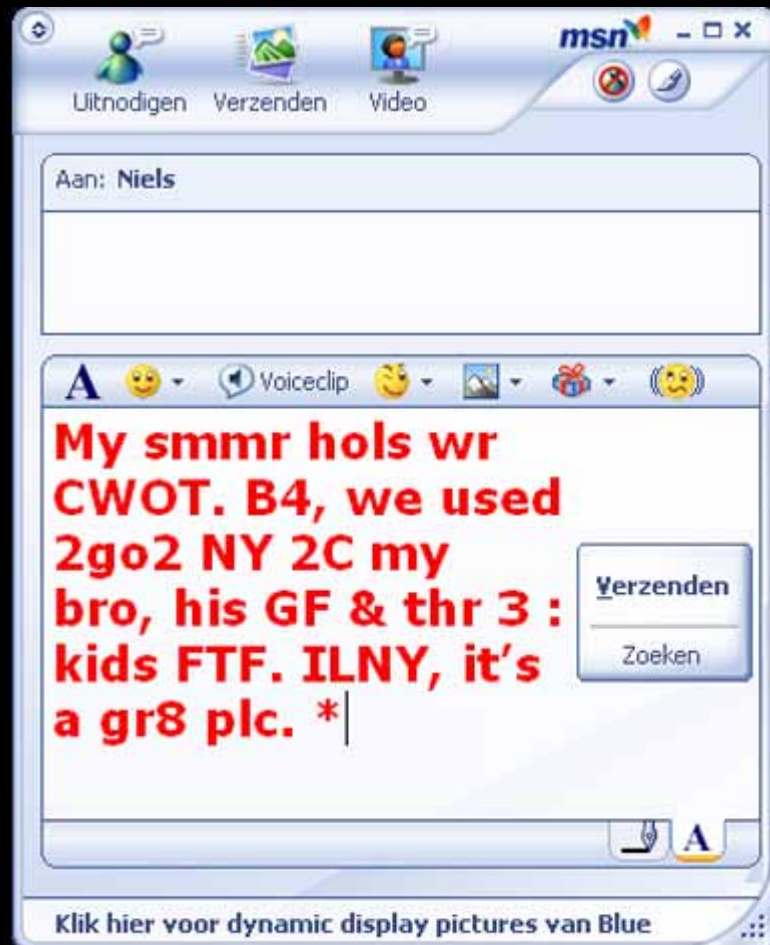 msn
Uitnodigen Verzenden Video
Aan: Niels
A Voiceclip
My smmr hols wr
CWOT. B4, we used
2go2 NY 2C my
bro, his GF & thr 3 :
kids FTF. ILNY, it's
a gr8 plc. *
Verzenden
Zoeken
A
Klik hier voor dynamic display pictures van Blue